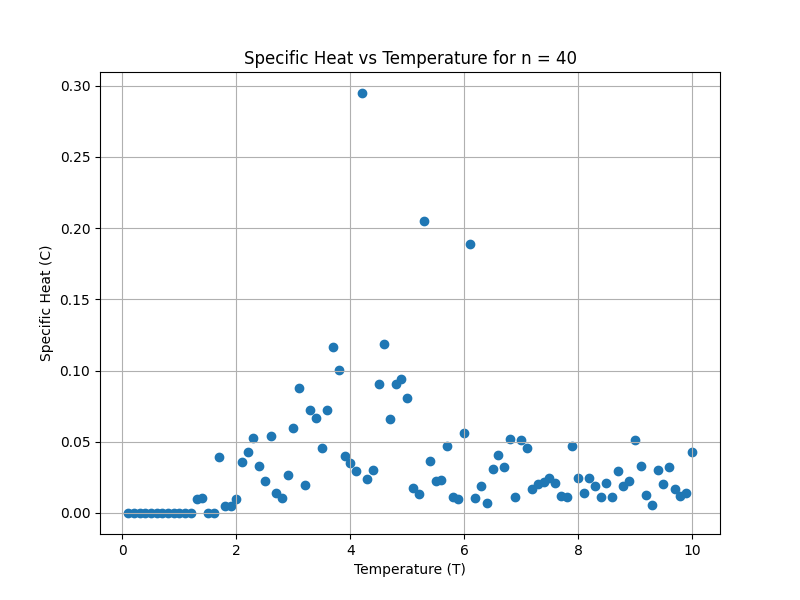 Specific Heat vs Temperature for n = 40
0.30
0.25
0.20
0.15
0.10
0.05
0.00
Specific Heat (C)
0 2 4 6 8 10
Temperature (T)